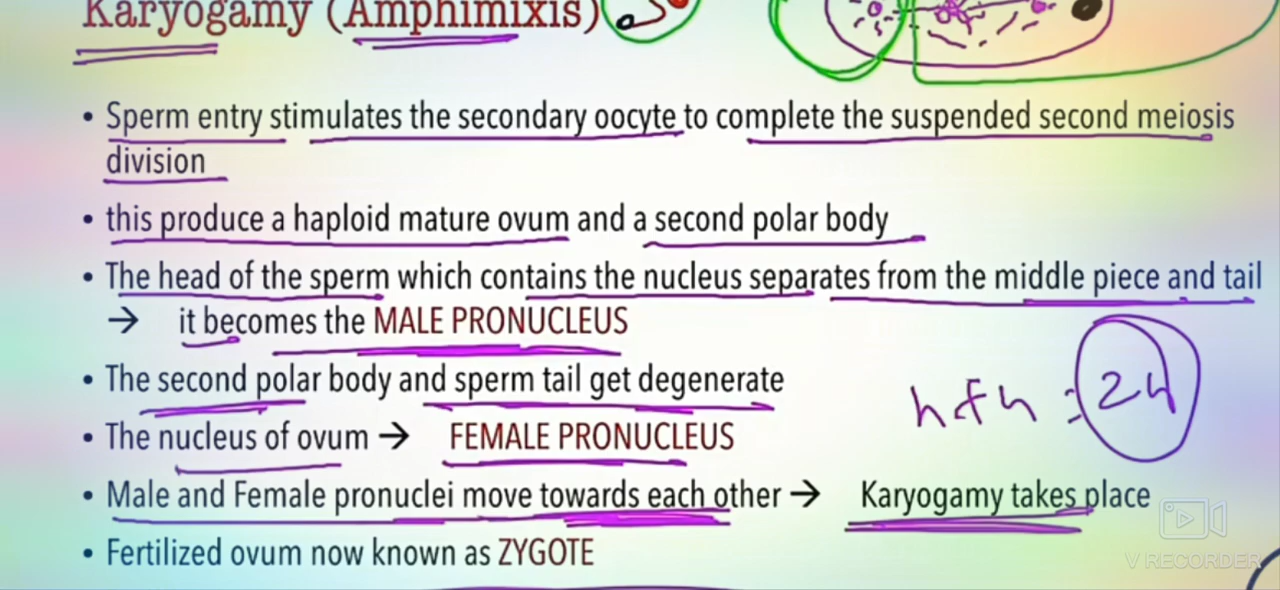 Karyogamy (Amphimixis)
• Sperm entry stimulates the secondary oocyte to complete the suspended second meiosis
division
• this produce a haploid mature ovum and a second polar body
• The head of the sperm which contains the nucleus separates from the middle piece and tail
→ it becomes the MALE PRONUCLEUS
• The second polar body and sperm tail get degenerate
n+n = 2n
• The nucleus of ovum → FEMALE PRONUCLEUS
• Male and Female pronuclei move towards each other → Karyogamy takes place
• Fertilized ovum now known as ZYGOTE
V RECORDER